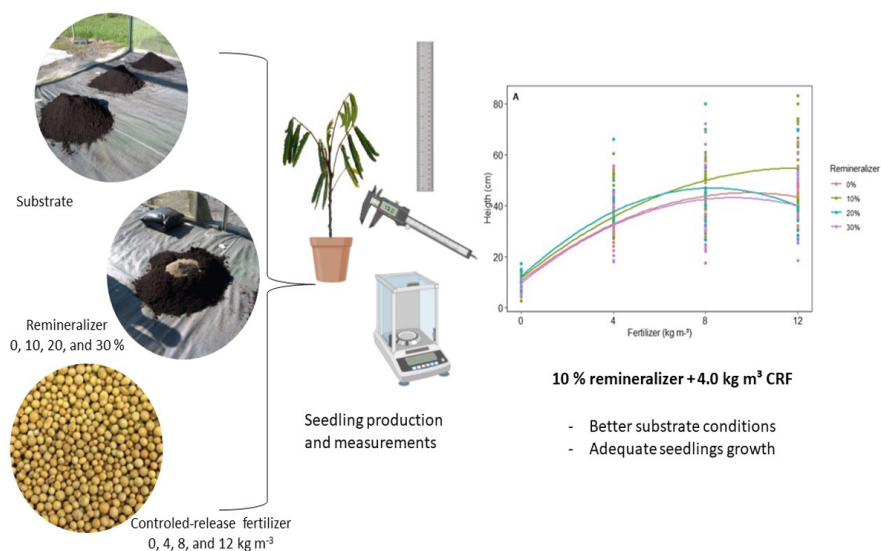 Substrate
Remineralizer
0, 10, 20, and 30 %
Controled-release fertilizer
0, 4, 8, and 12 kg m-³
Seedling production
and measurements
A
80
60
40
20
0
Heigth (cm)
0
4
8
12
Fertilizer (kg m-³)
Remineralizer
0%
10%
20%
30%
10 % remineralizer + 4.0 kg m³ CRF
- Better substrate conditions
- Adequate seedlings growth